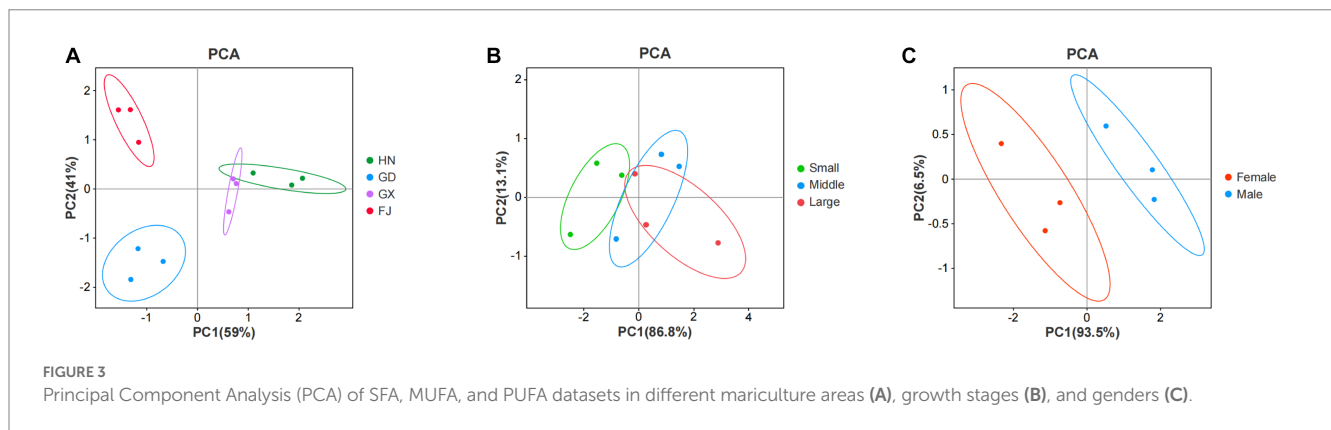 A
PCA
2
1
0
-1
-2
PC2(41%)
-1
0
1
2
PC1(59%)
HN
GD
GX
FJ
B
PCA
2
1
0
-1
PC2(13.1%)
-2
0
2
4
PC1(86.8%)
Small
Middle
Large
C
PCA
1
0.5
0
-0.5
-1
PC2(6.5%)
-2
0
2
PC1(93.5%)
Female
Male
FIGURE 3
Principal Component Analysis (PCA) of SFA, MUFA, and PUFA datasets in different mariculture areas (A), growth stages (B), and genders (C).